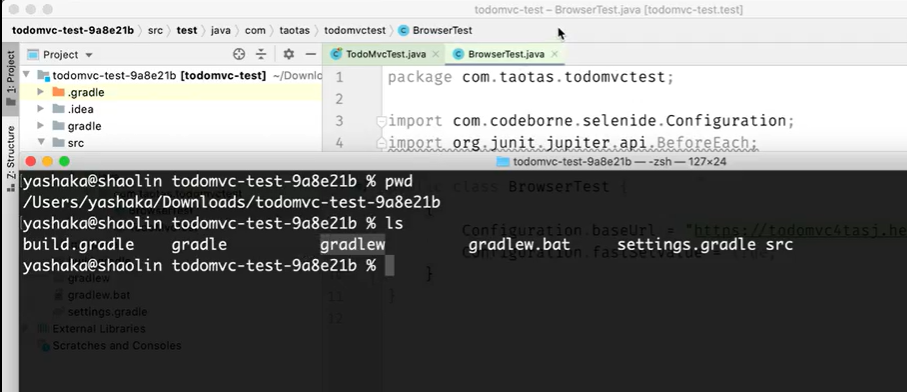 todomvc-test – BrowserTest.java [todomvc-test.test]
todomvc-test-9a8e21b › src › test › java › com › taotas › todomvctest › BrowserTest
1: Project
Z: Structure
Project
TodoMvcTest.java × BrowserTest.java ×
todomvc-test-9a8e21b [todomvc-test] ~/Downlo
.gradle
.idea
gradle
src
1 package com.taotas.todomvctest;
2
3 import com.codeborne.selenide.Configuration;
4 import org.junit.jupiter.api.BeforeEach;
todomvc-test-9a8e21b — -zsh — 127×24
yashaka@shaolin todomvc-test-9a8e21b % pwd
/Users/yashaka/Downloads/todomvc-test-9a8e21b
yashaka@shaolin todomvc-test-9a8e21b % ls
build.gradle gradle gradlew gradlew.bat settings.gradle src
yashaka@shaolin todomvc-test-9a8e21b %
class BrowserTest {
Configuration.baseUrl = "https://todomvc4tasj.he
Configuration.fastSetValue =
}
}
12
gradlew
gradlew.bat
settings.gradle
External Libraries
Scratches and Consoles